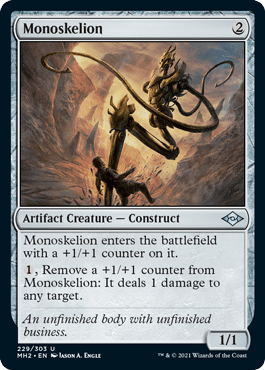 Monoskelion 2
Artifact Creature — Construct
Monoskelion enters the battlefield
with a +1/+1 counter on it.
1, Remove a +1/+1 counter from
Monoskelion: It deals 1 damage to
any target.
An unfinished body with unfinished
business.
1/1
229/303 U
MH2 • EN Jason A. Engle
™ & © 2021 Wizards of the Coast